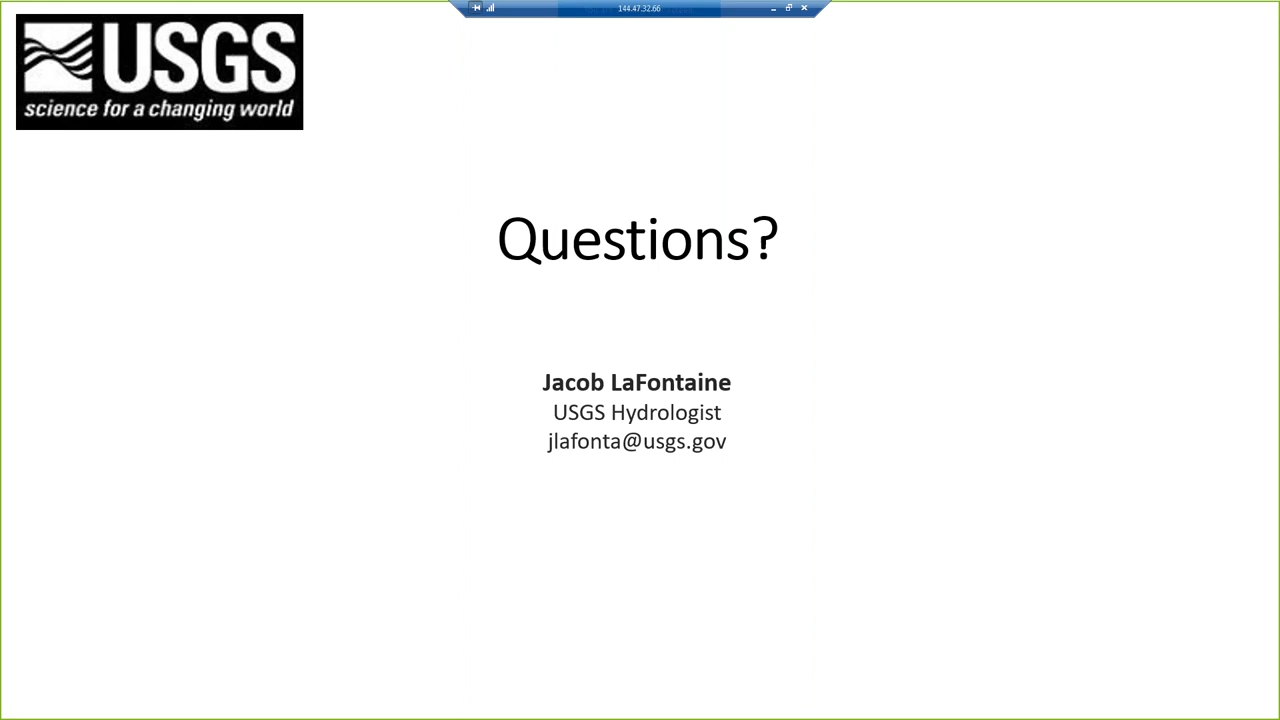 144.47.32.66
USGS
science for a changing world
Questions?
Jacob LaFontaine
USGS Hydrologist
jlafonta@usgs.gov